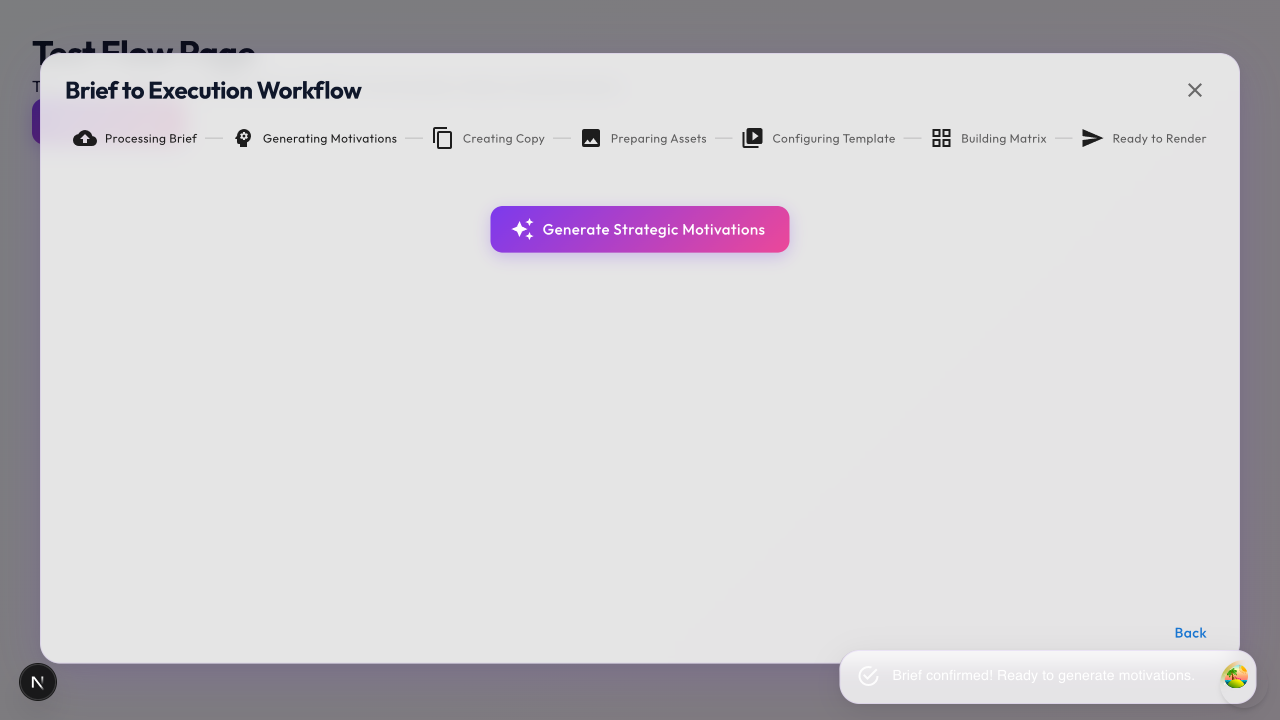 Test Flow Page
Brief to Execution Workflow
Processing Brief
Generating Motivations
Creating Copy
Preparing Assets
Configuring Template
Building Matrix
Ready to Render
Generate Strategic Motivations
Back
Brief confirmed! Ready to generate motivations.
N